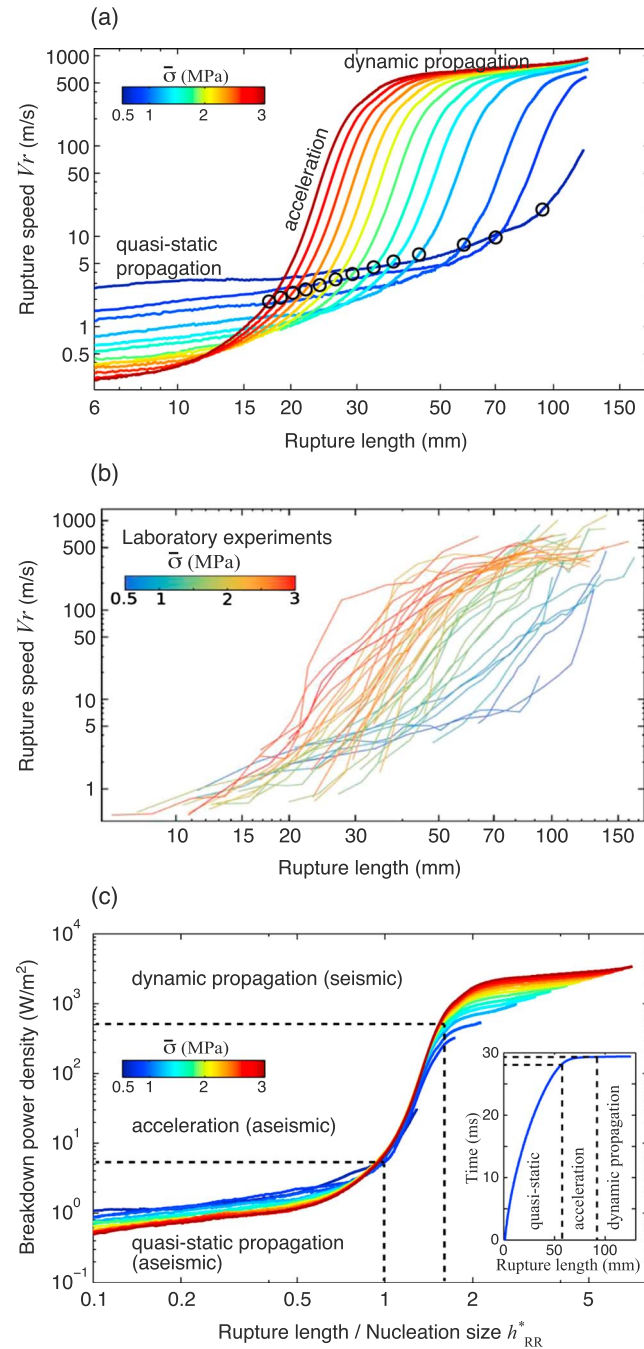 (a)
1000
500
100
50
10
5
1
0.5
Rupture speed Vr (m/s)
σ̄ (MPa)
0.5 1 2 3
dynamic propagation
acceleration
quasi-static
propagation
6 10 15 20 30 50 70 100 150
Rupture length (mm)
(b)
1000
500
100
50
10
5
1
Rupture speed Vr (m/s)
Laboratory experiments
σ̄ (MPa)
0.5 1 2 3
10 15 20 30 50 70 100 150
Rupture length (mm)
(c)
10⁴
10³
10²
10¹
10⁰
10⁻¹
Breakdown power density (W/m²)
dynamic propagation (seismic)
σ̄ (MPa)
0.5 1 2 3
acceleration (aseismic)
quasi-static propagation
(aseismic)
30
20
10
0
Time (ms)
quasi-static
acceleration
dynamic propagation
0 50 100
Rupture length (mm)
0.1 0.2 0.5 1 2 5
Rupture length / Nucleation size h*RR